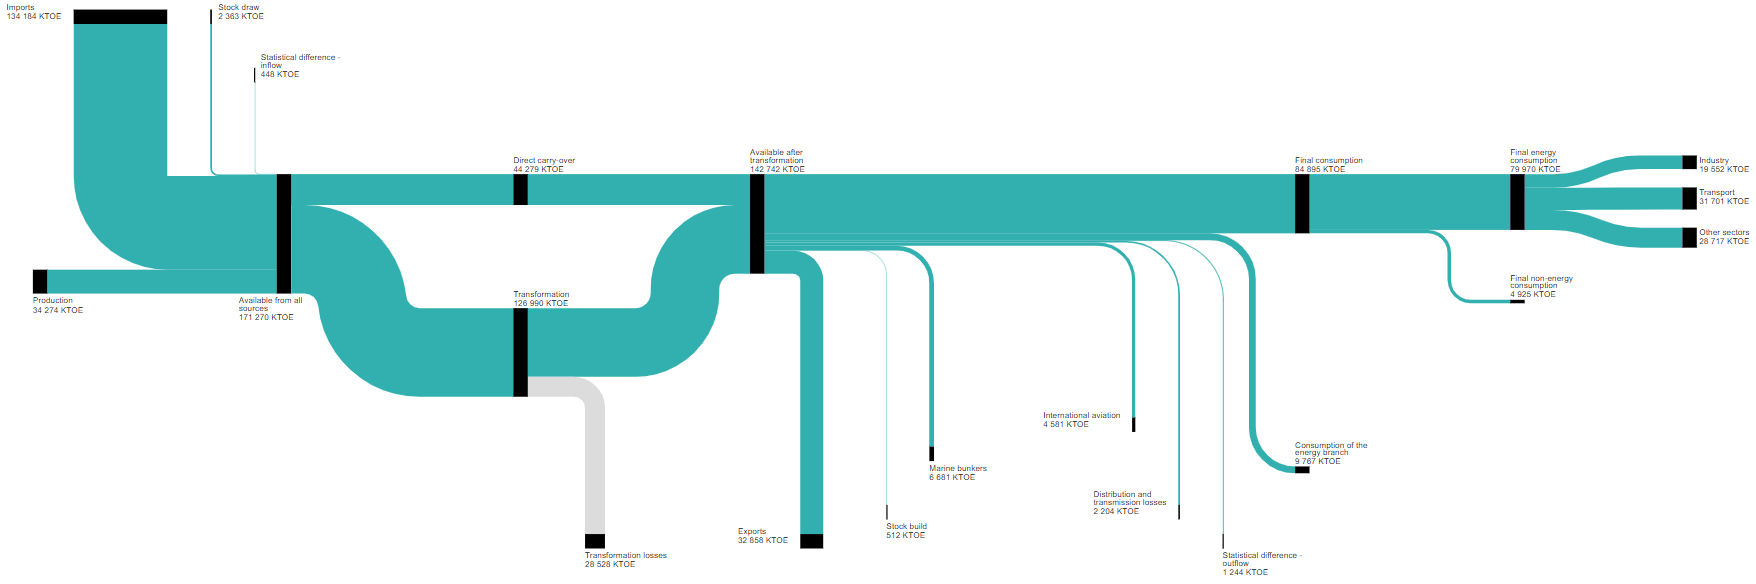 Imports
134 184 KTOE
Stock draw
2 363 KTOE
Statistical difference -
inflow
448 KTOE
Production
34 274 KTOE
Available from all
sources
171 270 KTOE
Direct carry-over
44 279 KTOE
Transformation
126 990 KTOE
Transformation losses
28 528 KTOE
Available after
transformation
142 742 KTOE
Exports
32 858 KTOE
Stock build
512 KTOE
Marine bunkers
6 681 KTOE
International aviation
4 581 KTOE
Distribution and
transmission losses
2 204 KTOE
Statistical difference -
outflow
1 244 KTOE
Consumption of the
energy branch
9 767 KTOE
Final consumption
84 895 KTOE
Final energy
consumption
79 970 KTOE
Final non-energy
consumption
4 925 KTOE
Industry
19 552 KTOE
Transport
31 701 KTOE
Other sectors
28 717 KTOE